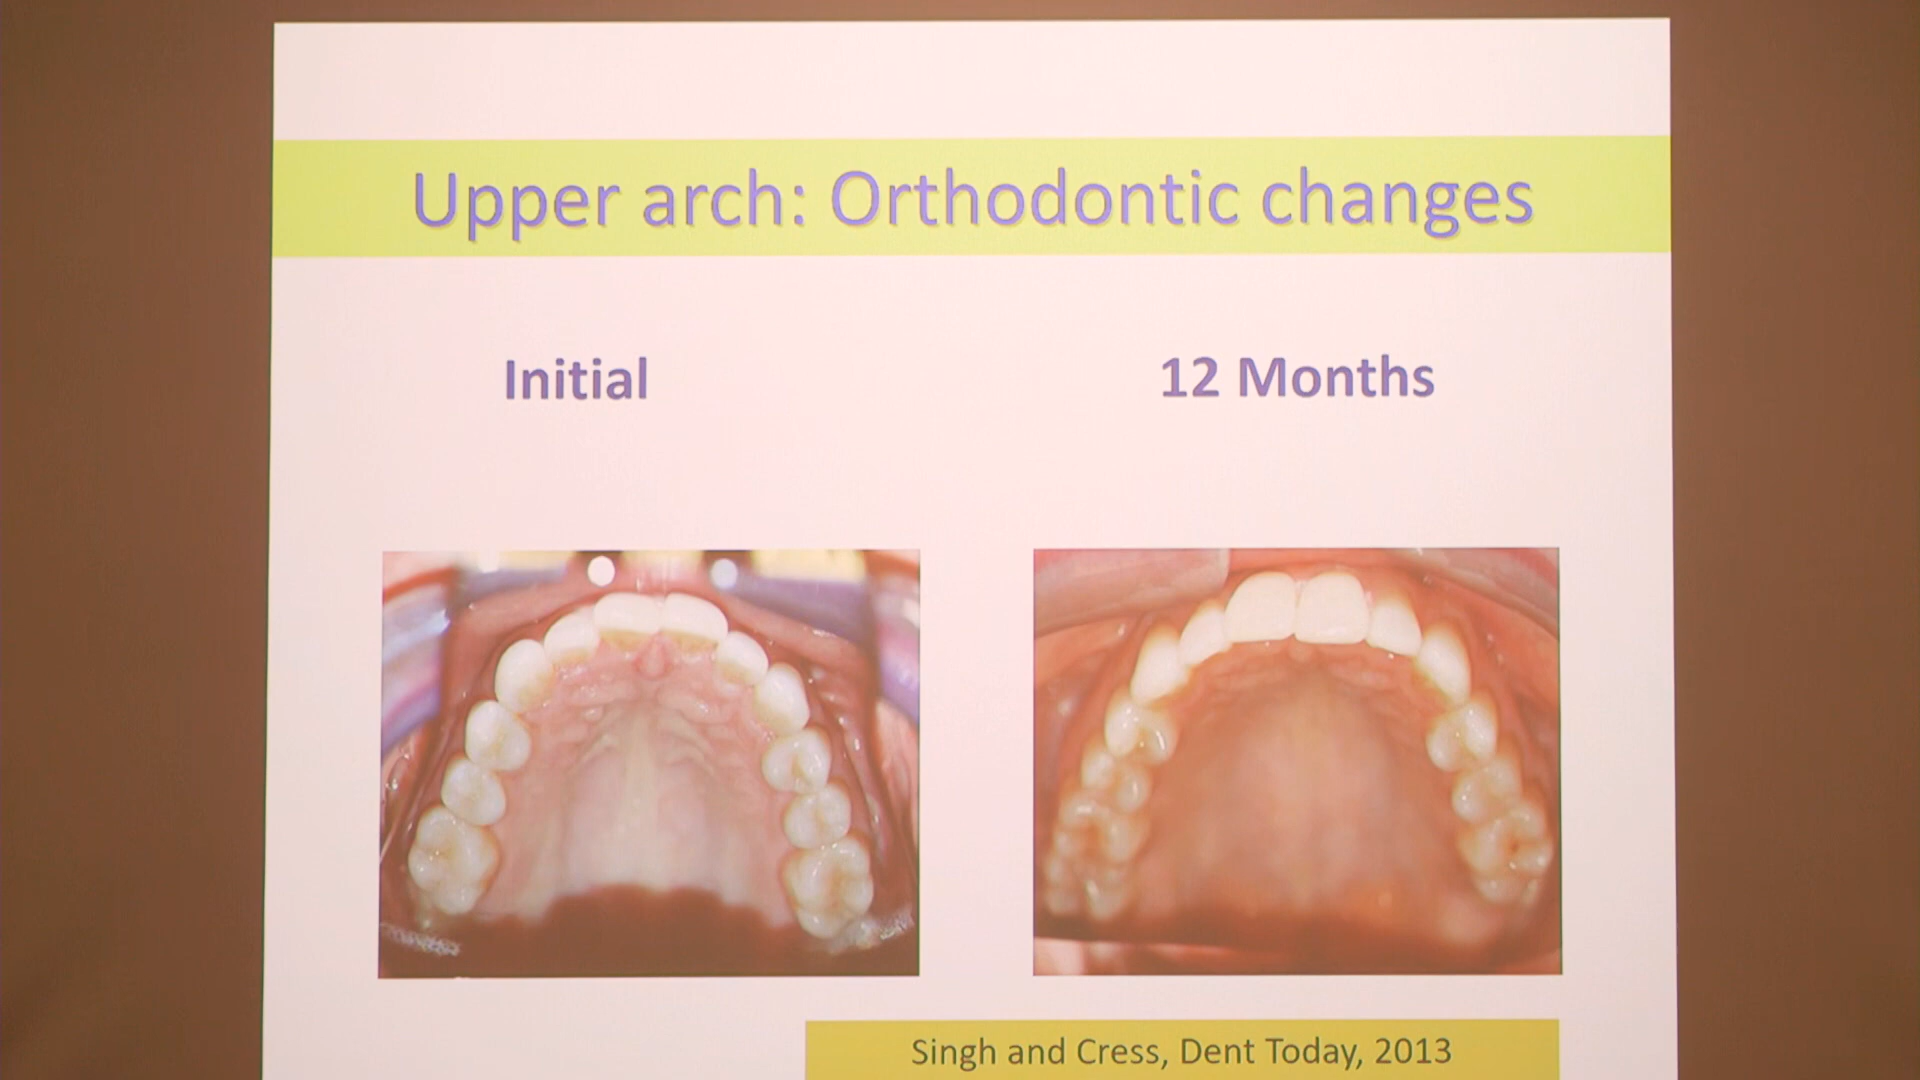 Upper arch: Orthodontic changes
Initial
12 Months
Singh and Cress, Dent Today, 2013